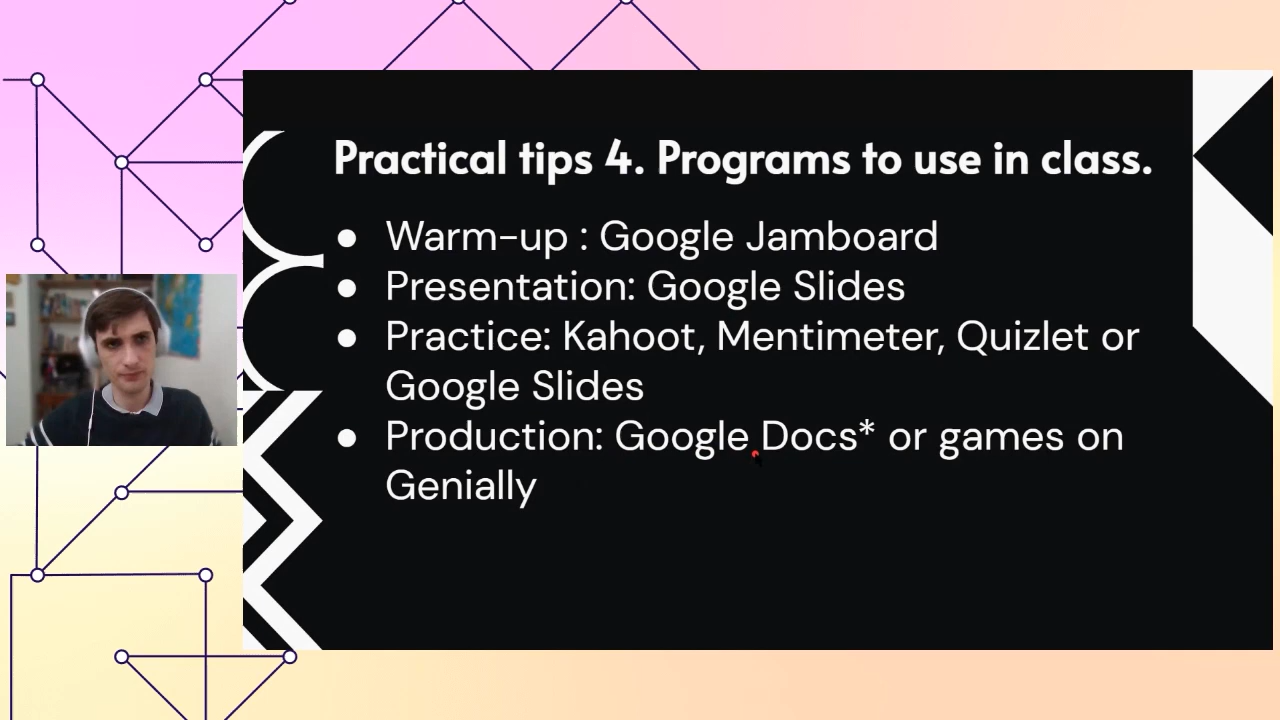 Practical tips 4. Programs to use in class.
● Warm-up : Google Jamboard
● Presentation: Google Slides
● Practice: Kahoot, Mentimeter, Quizlet or
Google Slides
● Production: Google Docs* or games on
Genially